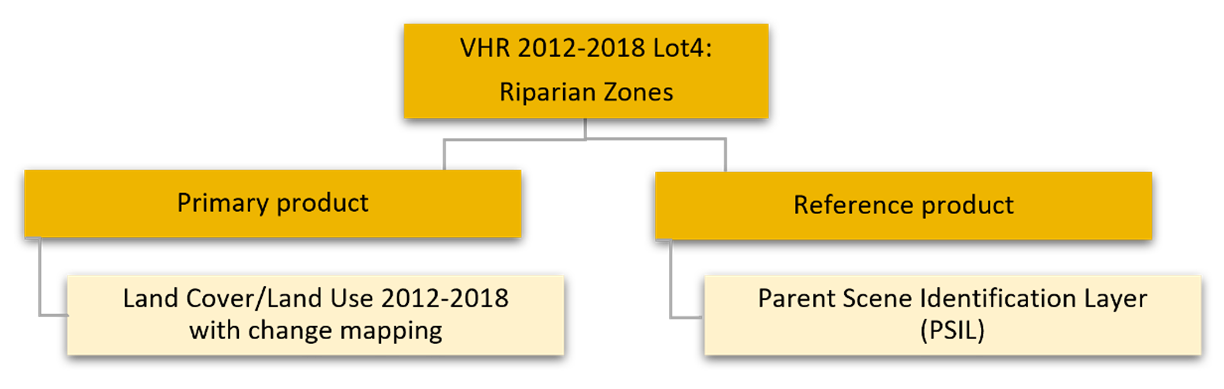 VHR 2012-2018 Lot4:
Riparian Zones
Primary product
Reference product
Land Cover/Land Use 2012-2018
with change mapping
Parent Scene Identification Layer
(PSIL)